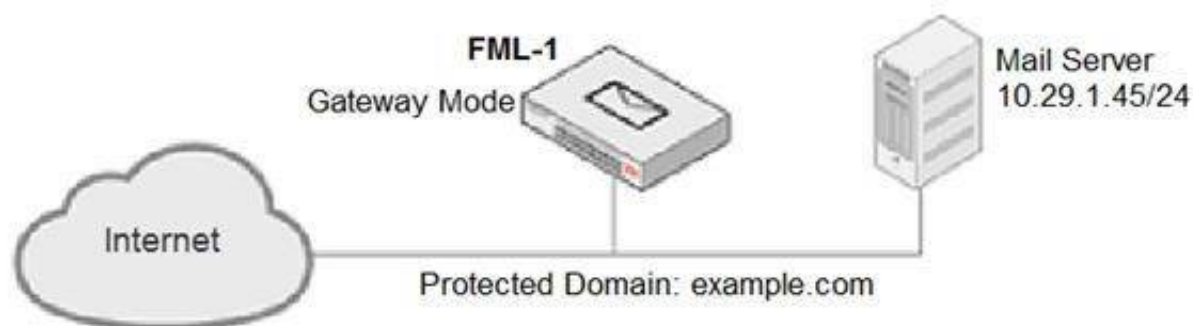 FML-1
Gateway Mode
Mail Server
10.29.1.45/24
Internet
Protected Domain: example.com